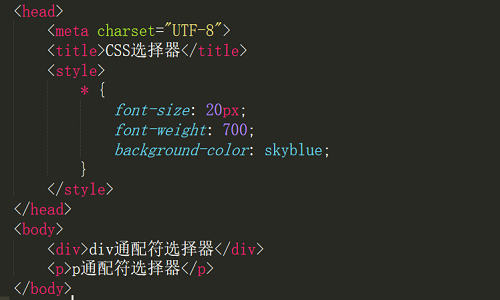 <head>
<meta charset="UTF-8">
<title>CSS选择器</title>
<style>
* {
font-size: 20px;
font-weight: 700;
background-color: skyblue;
}
</style>
</head>
<body>
<div>div通配符选择器</div>
<p>p通配符选择器</p>
</body>